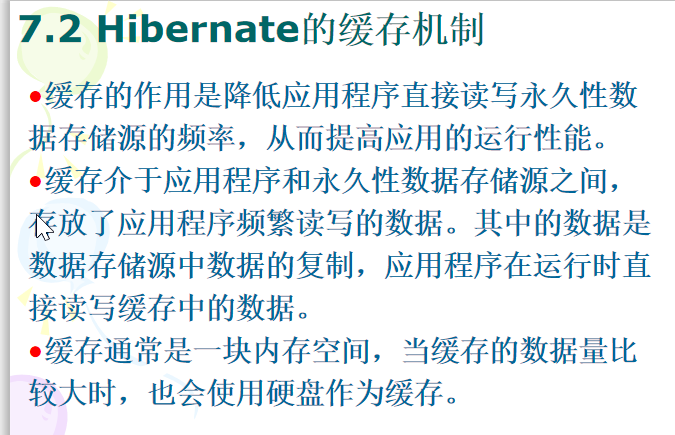 7.2 Hibernate的缓存机制
●缓存的作用是降低应用程序直接读写永久性数
据存储源的频率，从而提高应用的运行性能。
●缓存介于应用程序和永久性数据存储源之间，
存放了应用程序频繁读写的数据。其中的数据是
数据存储源中数据的复制，应用程序在运行时直
接读写缓存中的数据。
●缓存通常是一块内存空间，当缓存的数据量比
较大时，也会使用硬盘作为缓存。